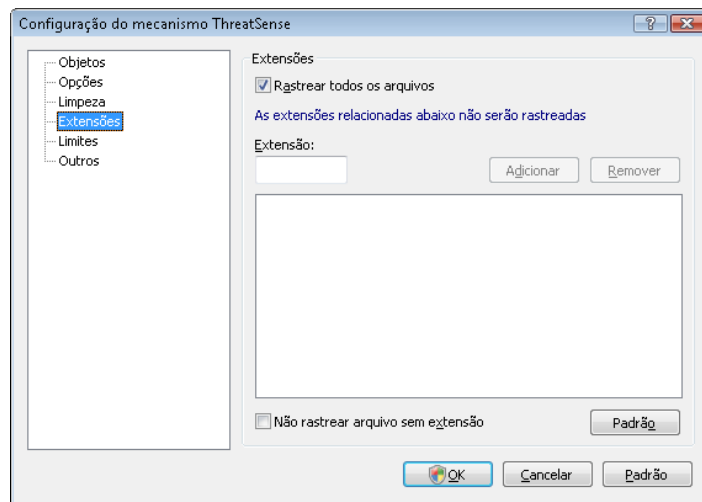 Configuração do mecanismo ThreatSense
Objetos
Opções
Limpeza
Extensões
Limites
Outros
Extensões
Rastrear todos os arquivos
As extensões relacionadas abaixo não serão rastreadas
Extensão:
Adicionar
Remover
Não rastrear arquivo sem extensão
Padrão
OK
Cancelar
Padrão